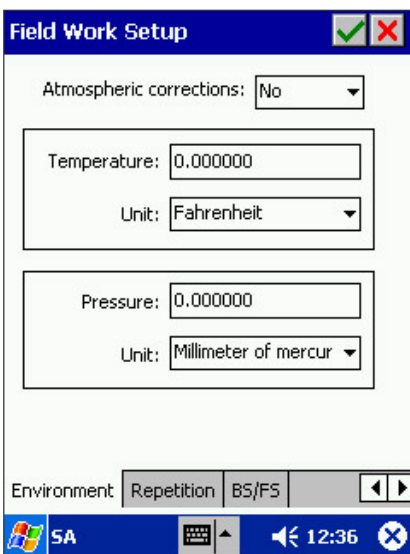 Field Work Setup
Atmospheric corrections: No
Temperature: 0.000000
Unit: Fahrenheit
Pressure: 0.000000
Unit: Millimeter of mercur
Environment Repetition BS/FS
SA 12:36